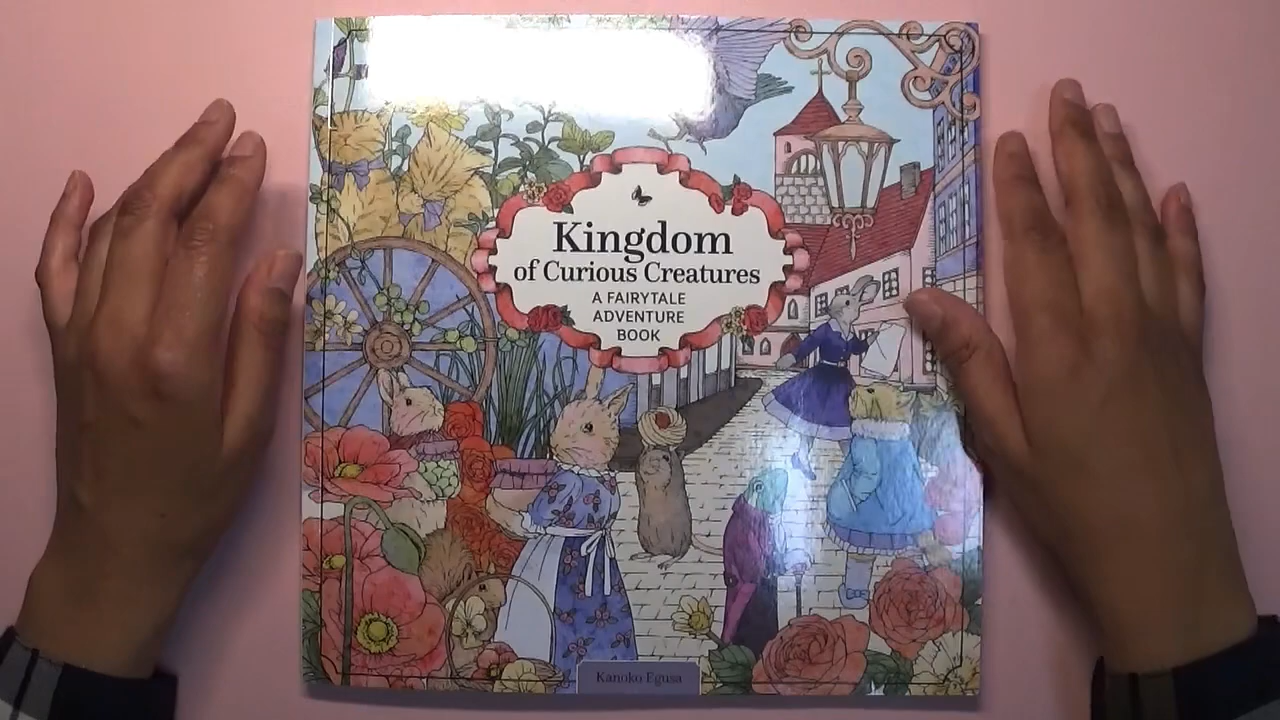 Kingdom
of Curious Creatures
A FAIRYTALE
ADVENTURE
BOOK
Kanoko Egusa